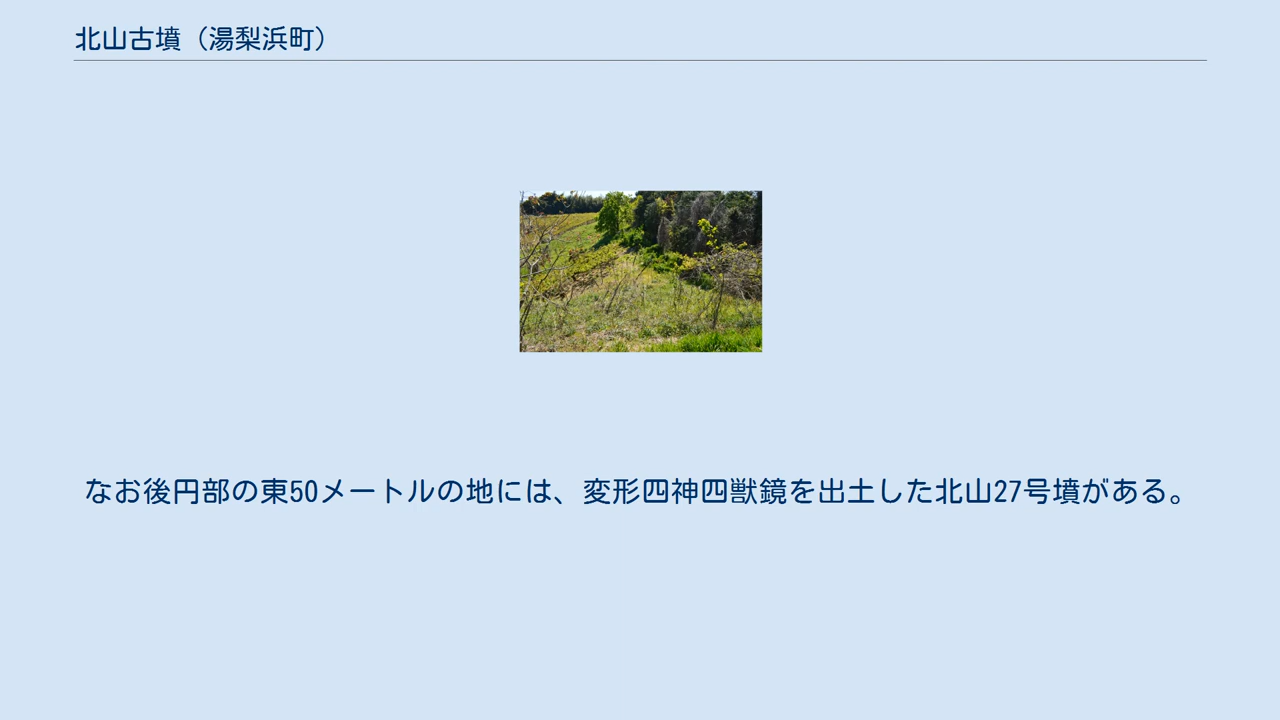 北山古墳（湯梨浜町）
なお後円部の東50メートルの地には、変形四神四獣鏡を出土した北山27号墳がある。